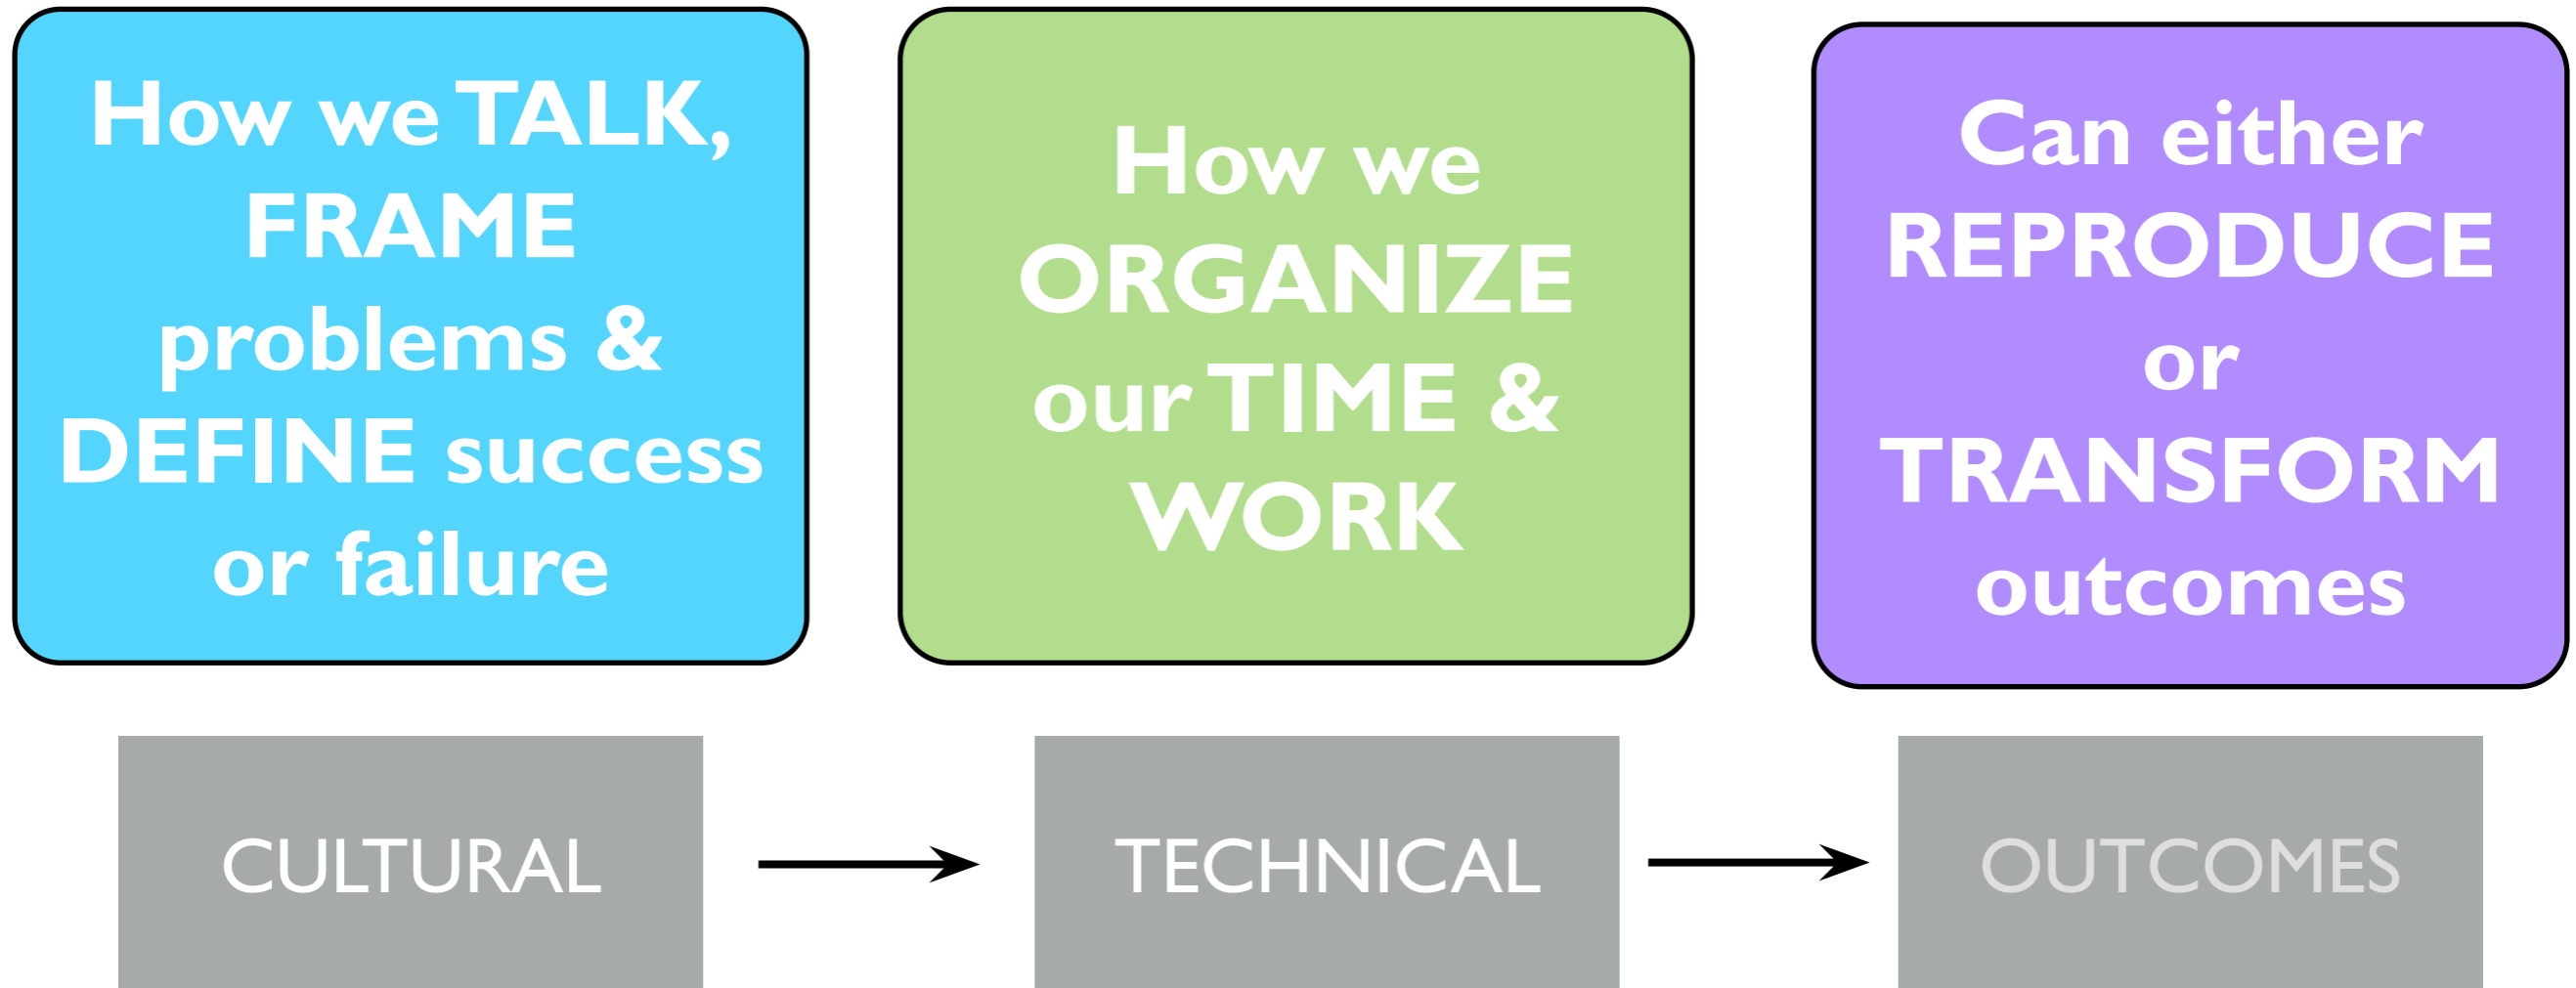 How we TALK,
FRAME
problems &
DEFINE success
or failure
How we
ORGANIZE
our TIME &
WORK
Can either
REPRODUCE
or
TRANSFORM
outcomes
CULTURAL
TECHNICAL
OUTCOMES